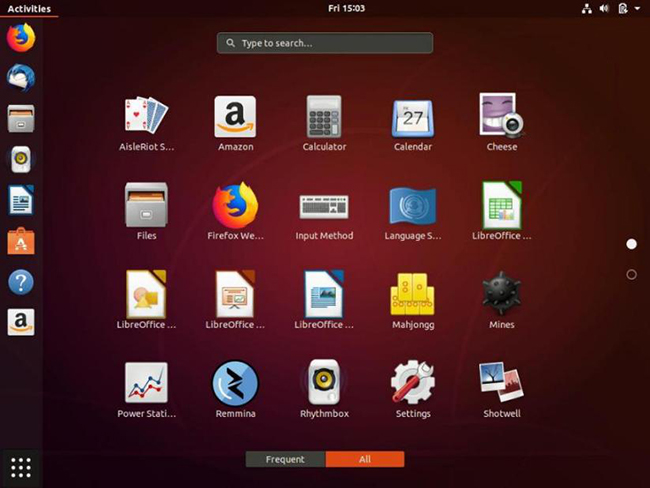 Activities
Fri 15:03
Type to search...
AisleRiot S...
Amazon
Calculator
27
Calendar
Cheese
Files
Firefox We...
Input Method
Language S...
LibreOffice ...
LibreOffice ...
LibreOffice ...
LibreOffice ...
Mahjongg
Mines
Power Stati...
Remmina
Rhythmbox
Settings
Shotwell
Frequent
All